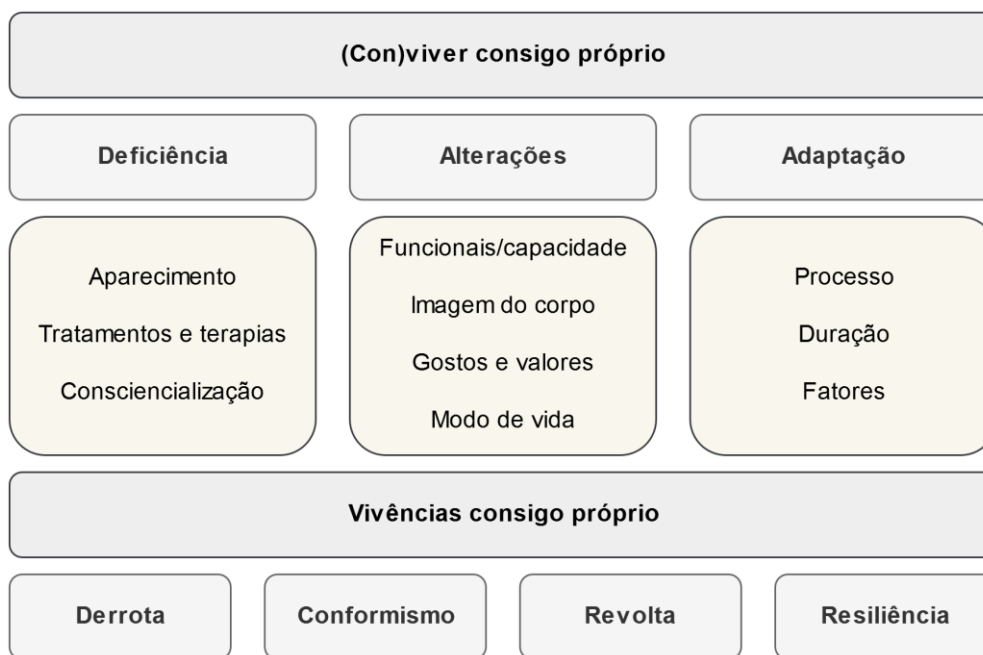 (Con)viver consigo próprio
Deficiência
Alterações
Adaptação
Aparecimento
Tratamentos e terapias
Consciencialização
Funcionais/capacidade
Imagem do corpo
Gostos e valores
Modo de vida
Processo
Duração
Fatores
Vivências consigo próprio
Derrota
Conformismo
Revolta
Resiliência